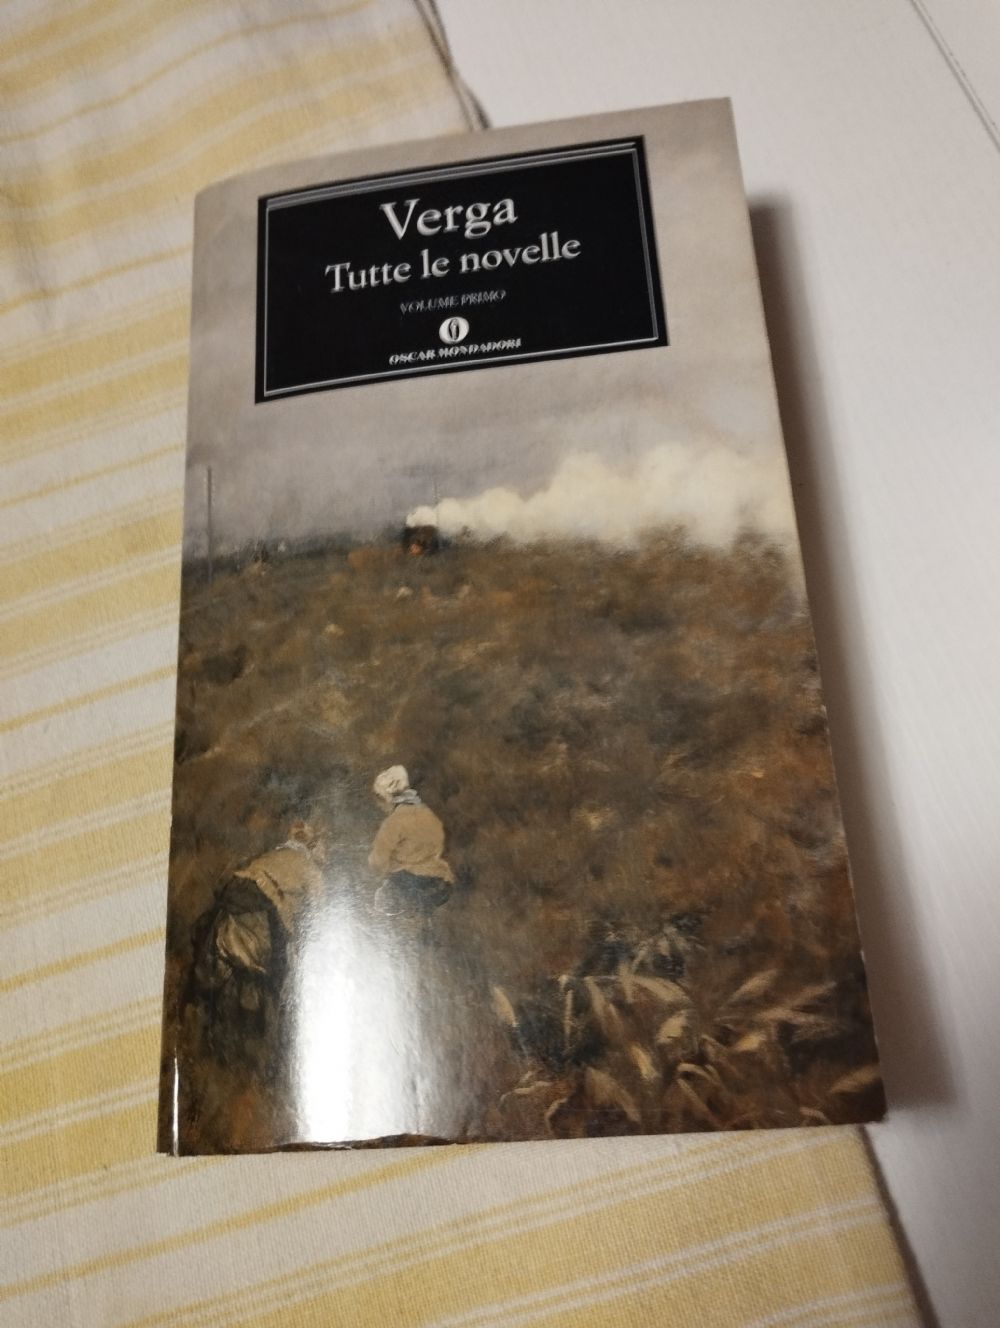 Verga
Tutte le novelle
VOLUME PRIMO
OSCAR MONDADORI